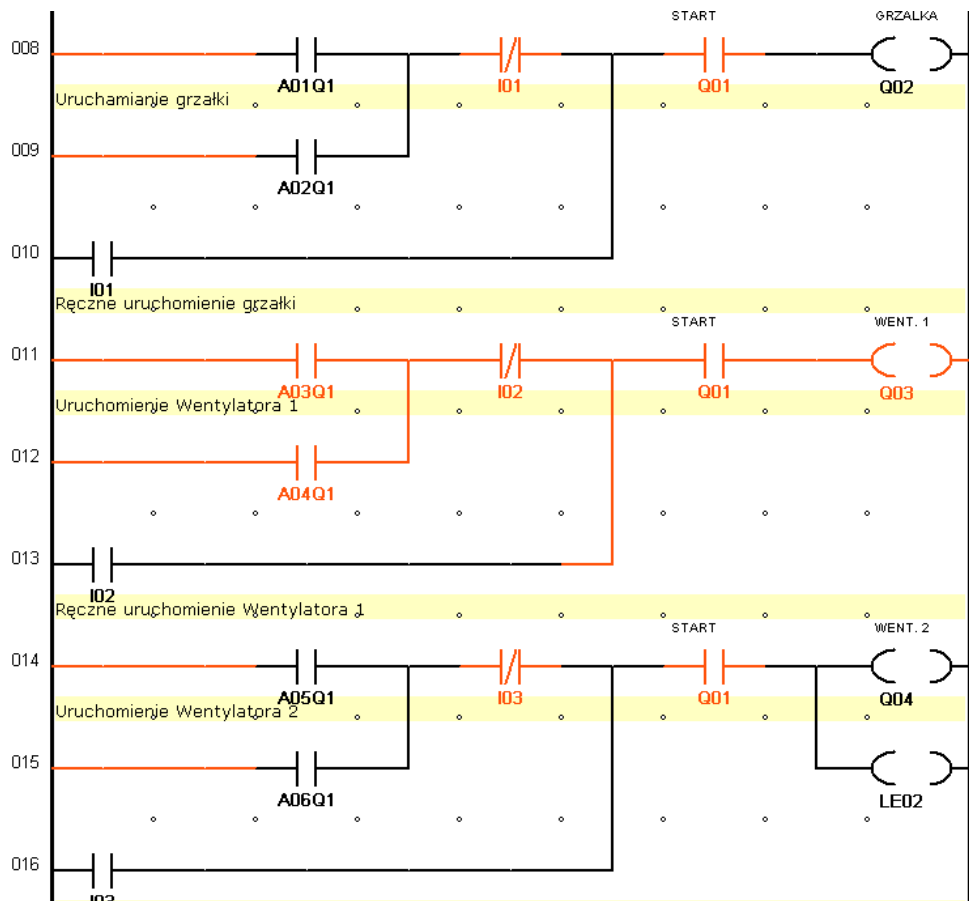 START GRZALKA
008
A01Q1 I01 Q01 Q02
Uruchamianie grzałki
009
A02Q1
010
I01
Ręczne uruchomienie grzałki
START WENT. 1
011
A03Q1 I02 Q01 Q03
Uruchomienie Wentylatora 1
012
A04Q1
013
I02
Ręczne uruchomienie Wentylatora 1
START WENT. 2
014
A05Q1 I03 Q01 Q04
Uruchomienie Wentylatora 2
015
A06Q1 LE02
016
I03